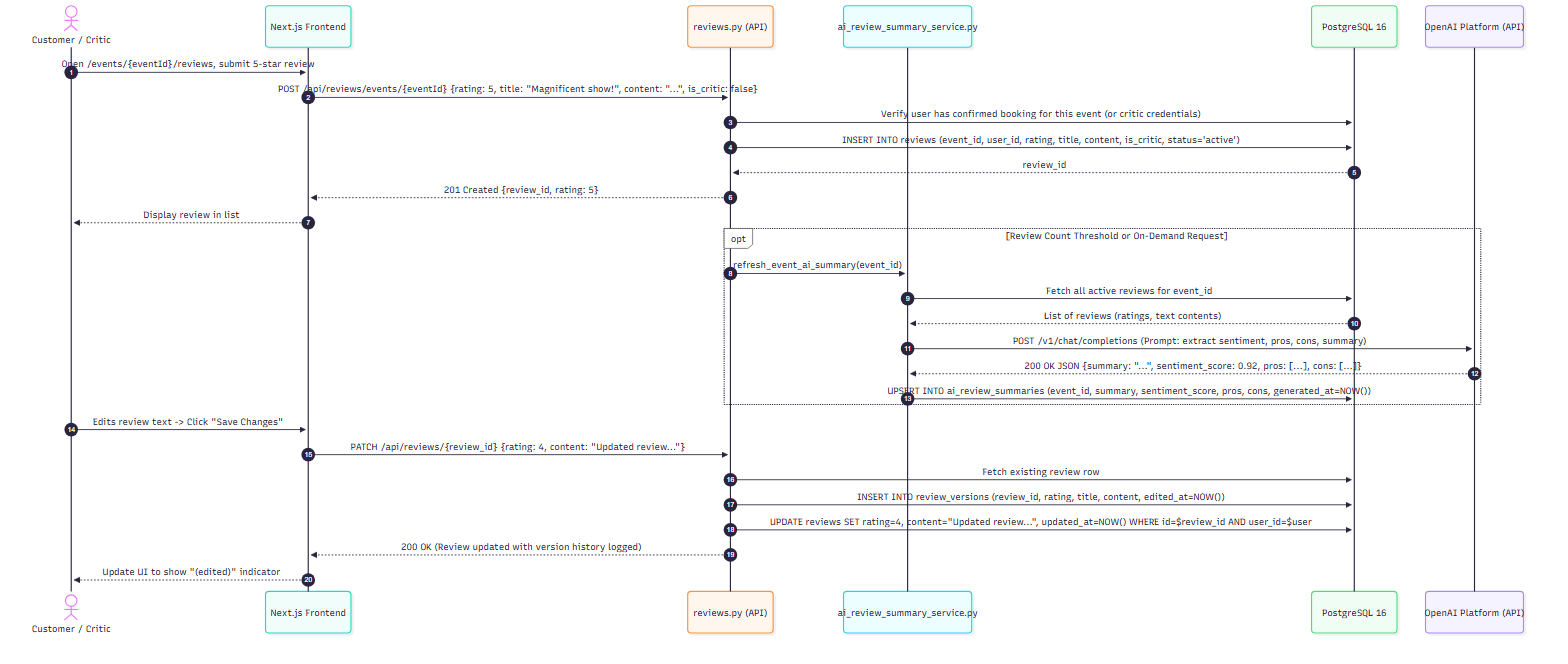 Customer / Critic
Next.js Frontend
reviews.py (API)
ai_review_summary_service.py
PostgreSQL 16
OpenAI Platform (API)
Open /events/{eventId}/reviews, submit 5-star review
1
POST /api/reviews/events/{eventId} {rating: 5, title: "Magnificent show!", content: "...", is_critic: false}
2
Verify user has confirmed booking for this event (or critic credentials)
3
INSERT INTO reviews (event_id, user_id, rating, title, content, is_critic, status='active')
4
review_id
5
201 Created {review_id, rating: 5}
6
Display review in list
7
opt
[Review Count Threshold or On-Demand Request]
refresh_event_ai_summary(event_id)
8
Fetch all active reviews for event_id
9
List of reviews (ratings, text contents)
10
POST /v1/chat/completions (Prompt: extract sentiment, pros, cons, summary)
11
200 OK JSON {summary: "...", sentiment_score: 0.92, pros: [...], cons: [...]}
12
UPSERT INTO ai_review_summaries (event_id, summary, sentiment_score, pros, cons, generated_at=NOW())
13
Edits review text -> Click "Save Changes"
14
PATCH /api/reviews/{review_id} {rating: 4, content: "Updated review..."}
15
Fetch existing review row
16
INSERT INTO review_versions (review_id, rating, title, content, edited_at=NOW())
17
UPDATE reviews SET rating=4, content="Updated review...", updated_at=NOW() WHERE id=$review_id AND user_id=$user
18
200 OK (Review updated with version history logged)
19
Update UI to show "(edited)" indicator
20
Customer / Critic
Next.js Frontend
reviews.py (API)
ai_review_summary_service.py
PostgreSQL 16
OpenAI Platform (API)